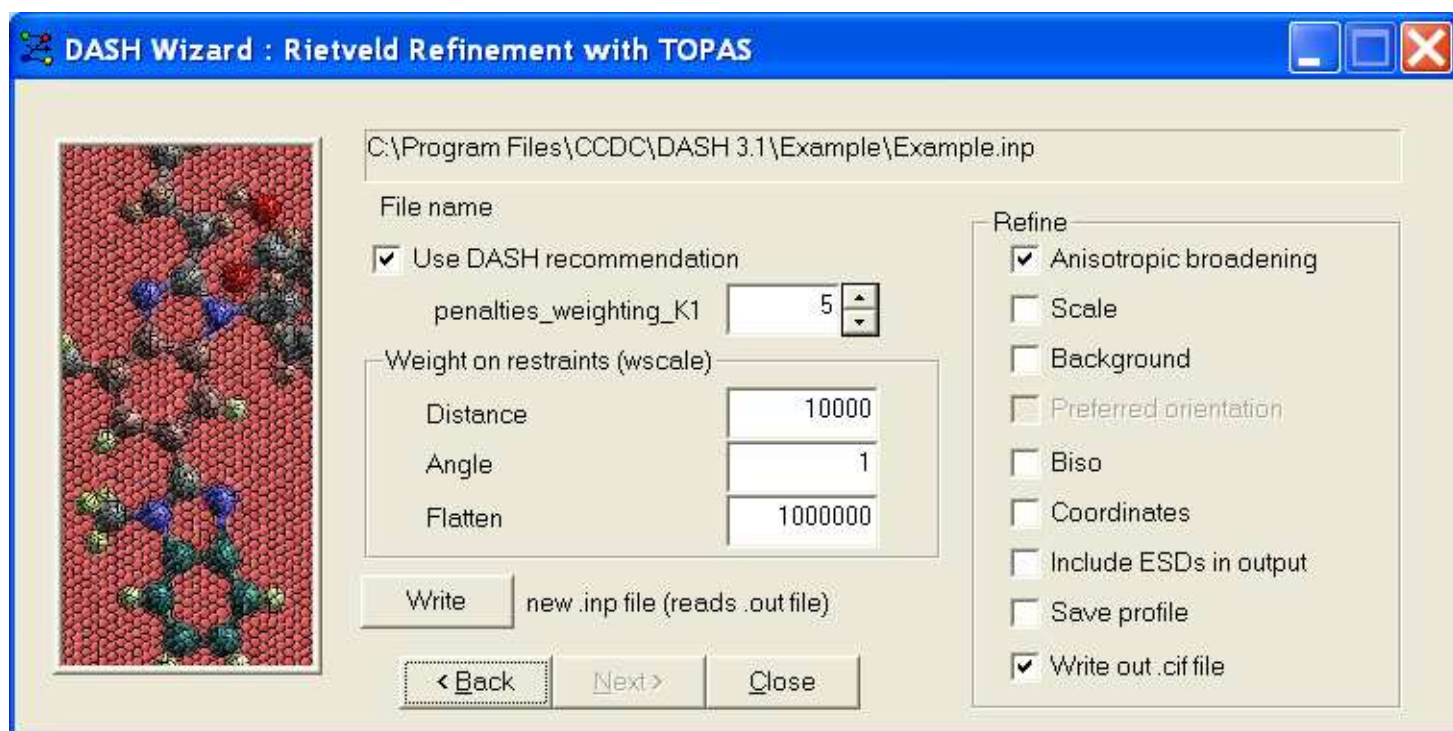 DASH Wizard : Rietveld Refinement with TOPAS
C:\Program Files\CCDC\DASH 3.1\Example\Example.inp
File name
Use DASH recommendation
penalties_weighting_K1 5
Weight on restraints (wscale)
Distance 10000
Angle 1
Flatten 1000000
Write new .inp file (reads .out file)
< Back Next > Close
Refine
Anisotropic broadening
Scale
Background
Preferred orientation
Biso
Coordinates
Include ESDs in output
Save profile
Write out .cif file